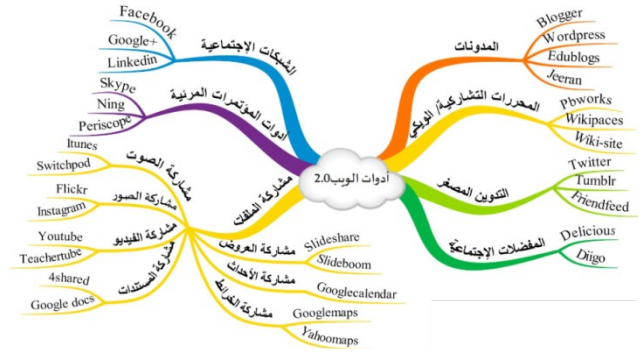 أدوات الويب2.0
المدونات
Blogger
Wordpress
Edublogs
Jeeran
المحررات التشاركية/ الويكي
Pbworks
Wikipaces
Wiki-site
التدوين المصغر
Twitter
Tumblr
Friendfeed
المفضلات الإجتماعية
Delicious
Diigo
الشبكات الإجتماعية
Facebook
Google+
Linkedin
أدوات المؤتمرات المرئية
Skype
Ning
Periscope
مشاركة الملفات
مشاركة الصوت
Itunes
Switchpod
مشاركة الصور
Flickr
Instagram
مشاركة الفيديو
Youtube
Teachertube
مشاركة المستندات
4shared
Google docs
مشاركة العروض
Slideshare
Slideboom
مشاركة الأحداث
Googlecalendar
مشاركة الخرائط
Googlemaps
Yahoomaps